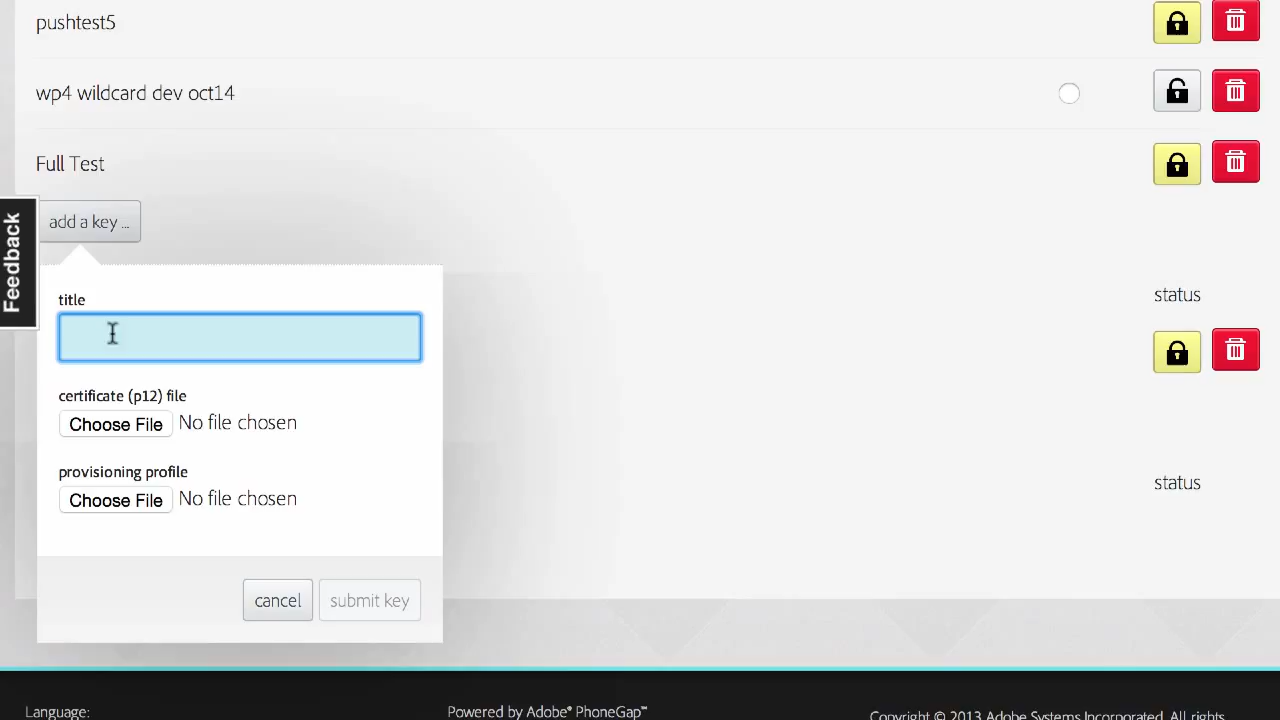 pushtest5
wp4 wildcard dev oct14
Full Test
add a key ...
Feedback
title
status
certificate (p12) file
Choose File No file chosen
provisioning profile
status
Choose File No file chosen
cancel submit key
Language:
Powered by Adobe® PhoneGap™
Copyright © 2013 Adobe Systems Incorporated. All rights